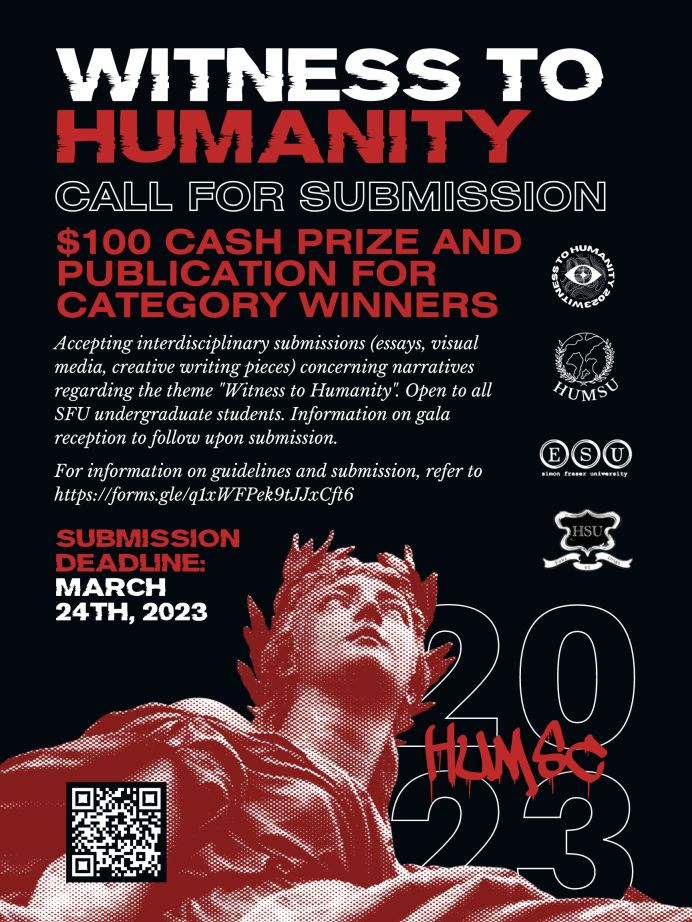 WITNESS TO
HUMANITY
CALL FOR SUBMISSION
$100 CASH PRIZE AND
PUBLICATION FOR
CATEGORY WINNERS
Accepting interdisciplinary submissions (essays, visual
media, creative writing pieces) concerning narratives
regarding the theme "Witness to Humanity". Open to all
SFU undergraduate students. Information on gala
reception to follow upon submission.
For information on guidelines and submission, refer to
https://forms.gle/q1xWFPek9tJJxCft6
WITNESS TO HUMANITY 2023
HUMSU
ESU
simon fraser university
HSU
SUBMISSION
DEADLINE:
MARCH
24TH, 2023
20
HUMSC
23